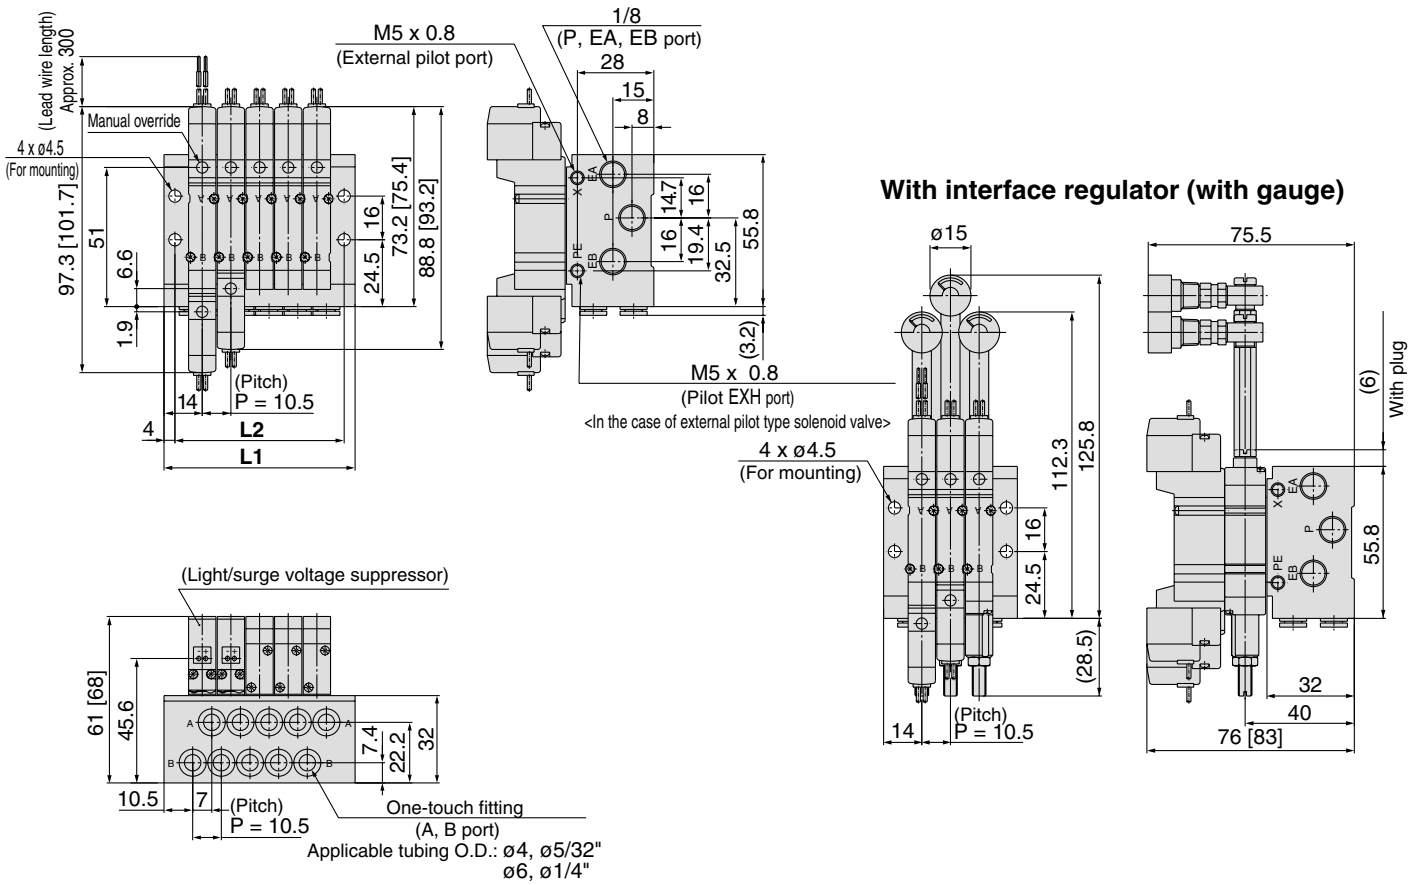 (Lead wire length)
Approx. 300
Manual override
4 x ø4.5
(For mounting)
97.3 [101.7]
51
6.6
1.9
16
24.5
73.2 [75.4]
88.8 [93.2]
14
(Pitch)
P = 10.5
4
L2
L1
M5 x 0.8
(External pilot port)
1/8
(P, EA, EB port)
28
15
8
X
EA
P
PE
EB
14.7
16
16
19.4
32.5
55.8
(3.2)
M5 x 0.8
(Pilot EXH port)
<In the case of external pilot type solenoid valve>
A A A A A
B B B B B
(Light/surge voltage suppressor)
61 [68]
45.6
A A
B B
7.4
22.2
32
10.5
7
(Pitch)
P = 10.5
One-touch fitting
(A, B port)
Applicable tubing O.D.: ø4, ø5/32"
ø6, ø1/4"
With interface regulator (with gauge)
ø15
4 x ø4.5
(For mounting)
A A A
B B B
16
24.5
112.3
125.8
(28.5)
14
(Pitch)
P = 10.5
75.5
(6)
With plug
X
EA
P
PE
EB
55.8
32
40
76 [83]